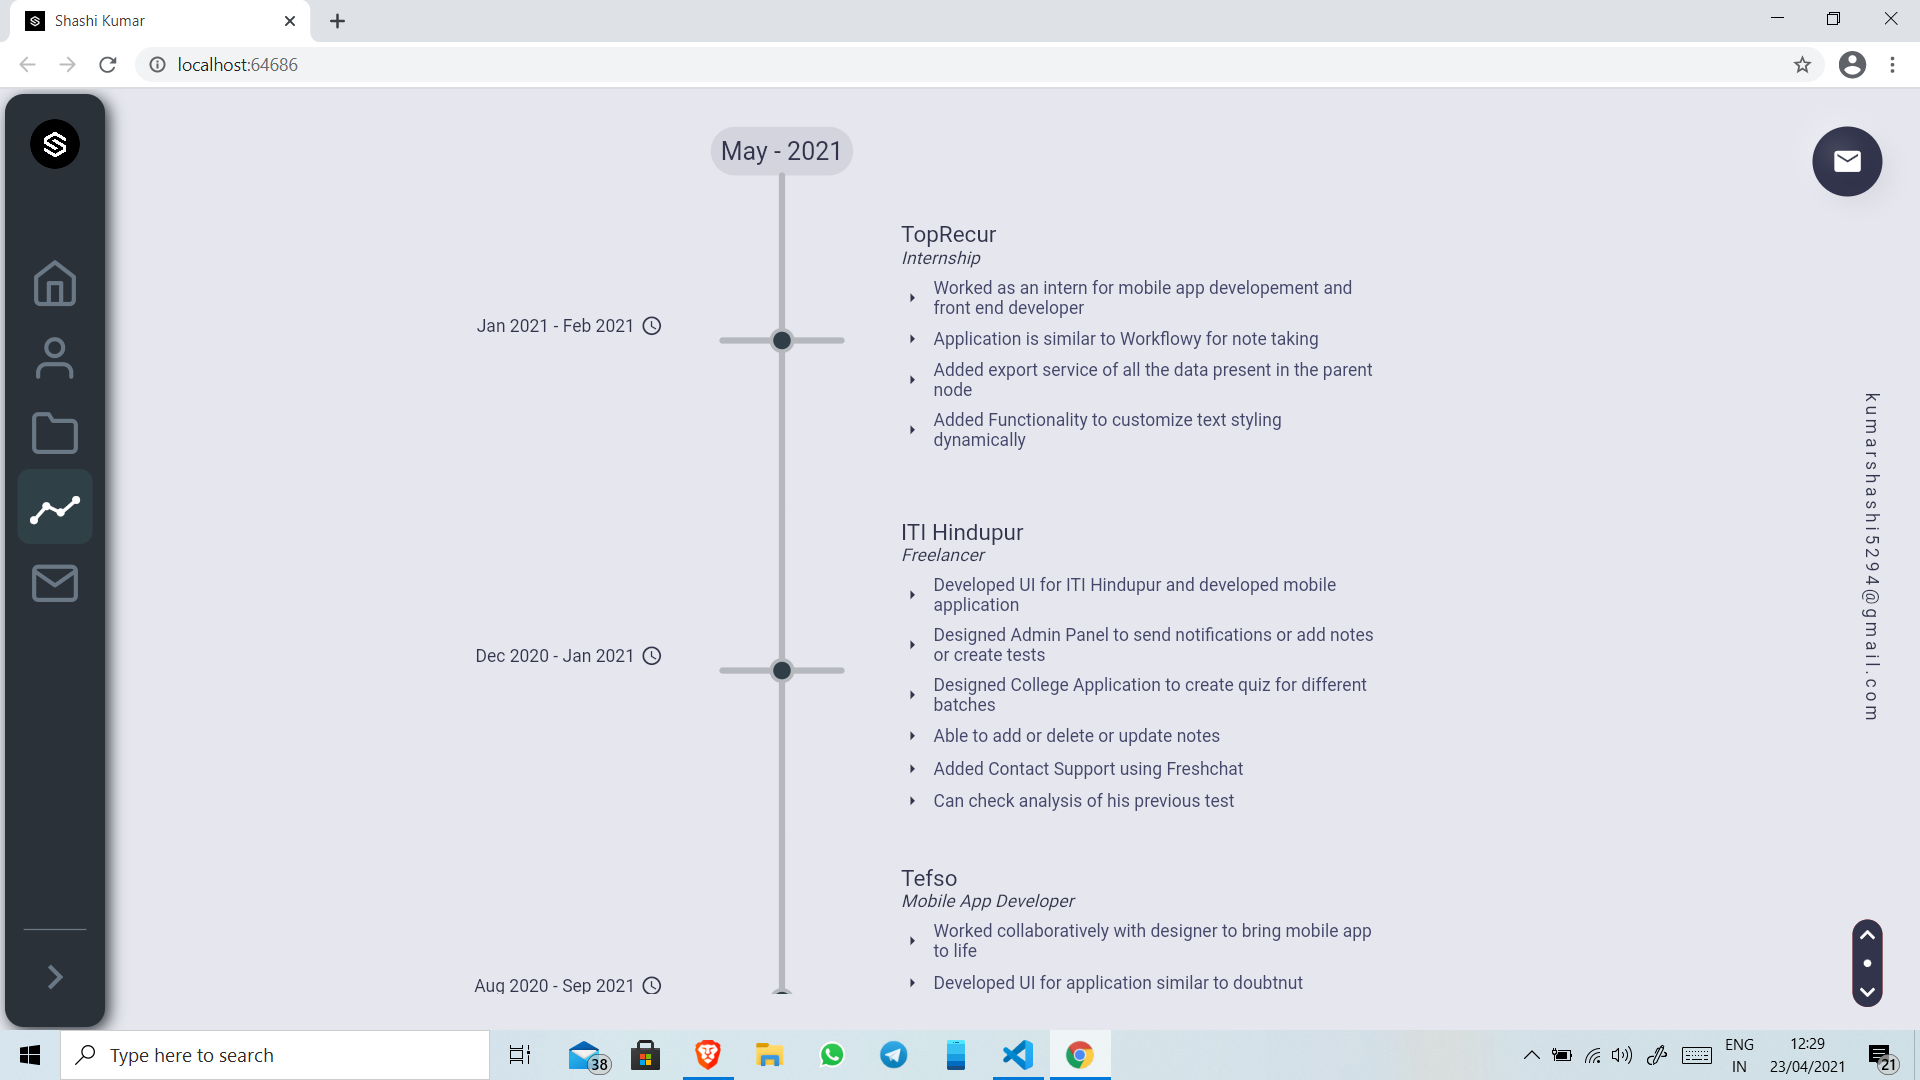 Shashi Kumar
localhost:64686
May - 2021
TopRecur
Internship
Worked as an intern for mobile app developement and
front end developer
Jan 2021 - Feb 2021
Application is similar to Workflowy for note taking
Added export service of all the data present in the parent
node
Added Functionality to customize text styling
dynamically
ITI Hindupur
Freelancer
Developed UI for ITI Hindupur and developed mobile
application
Designed Admin Panel to send notifications or add notes
or create tests
Dec 2020 - Jan 2021
Designed College Application to create quiz for different
batches
Able to add or delete or update notes
Added Contact Support using Freshchat
Can check analysis of his previous test
Tefso
Mobile App Developer
Worked collaboratively with designer to bring mobile app
to life
Aug 2020 - Sep 2021
Developed UI for application similar to doubtnut
kumarshashi5294@gmail.com
Type here to search
38
ENG
IN
12:29
23/04/2021
21